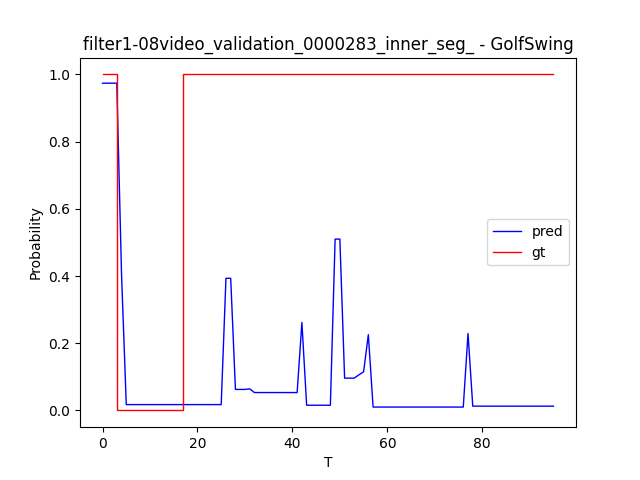 filter1-08video_validation_0000283_inner_seg_ - GolfSwing
1.0
0.8
0.6
0.4
0.2
0.0
Probability
pred
gt
0 20 40 60 80
T